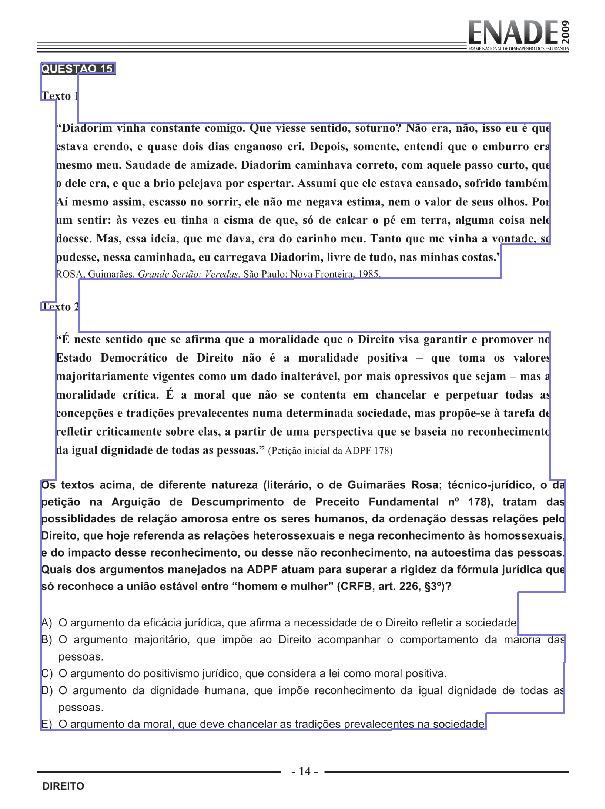 ENADE 2009
EXAME NACIONAL DE DESEMPENHO DOS ESTUDANTES
QUESTÃO 15
Texto 1
“Diadorim vinha constante comigo. Que viesse sentido, soturno? Não era, não, isso eu é que
estava crendo, e quase dois dias enganoso cri. Depois, somente, entendi que o emburro era
mesmo meu. Saudade de amizade. Diadorim caminhava correto, com aquele passo curto, que
o dele era, e que a brio pelejava por espertar. Assumi que ele estava cansado, sofrido também.
Aí mesmo assim, escasso no sorrir, ele não me negava estima, nem o valor de seus olhos. Por
um sentir: às vezes eu tinha a cisma de que, só de calcar o pé em terra, alguma coisa nele
doesse. Mas, essa ideia, que me dava, era do carinho meu. Tanto que me vinha a vontade, se
pudesse, nessa caminhada, eu carregava Diadorim, livre de tudo, nas minhas costas.”
ROSA, Guimarães. Grande Sertão: Veredas. São Paulo: Nova Fronteira, 1985.
Texto 2
“É neste sentido que se afirma que a moralidade que o Direito visa garantir e promover no
Estado Democrático de Direito não é a moralidade positiva – que toma os valores
majoritariamente vigentes como um dado inalterável, por mais opressivos que sejam – mas a
moralidade crítica. É a moral que não se contenta em chancelar e perpetuar todas as
concepções e tradições prevalecentes numa determinada sociedade, mas propõe-se à tarefa de
refletir criticamente sobre elas, a partir de uma perspectiva que se baseia no reconhecimento
da igual dignidade de todas as pessoas.” (Petição inicial da ADPF 178)
Os textos acima, de diferente natureza (literário, o de Guimarães Rosa; técnico-jurídico, o da
petição na Arguição de Descumprimento de Preceito Fundamental nº 178), tratam das
possiblidades de relação amorosa entre os seres humanos, da ordenação dessas relações pelo
Direito, que hoje referenda as relações heterossexuais e nega reconhecimento às homossexuais,
e do impacto desse reconhecimento, ou desse não reconhecimento, na autoestima das pessoas.
Quais dos argumentos manejados na ADPF atuam para superar a rigidez da fórmula jurídica que
só reconhece a união estável entre “homem e mulher” (CRFB, art. 226, §3º)?
A) O argumento da eficácia jurídica, que afirma a necessidade de o Direito refletir a sociedade.
B) O argumento majoritário, que impõe ao Direito acompanhar o comportamento da maioria das
pessoas.
C) O argumento do positivismo jurídico, que considera a lei como moral positiva.
D) O argumento da dignidade humana, que impõe reconhecimento da igual dignidade de todas as
pessoas.
E) O argumento da moral, que deve chancelar as tradições prevalecentes na sociedade.
- 14 -
DIREITO